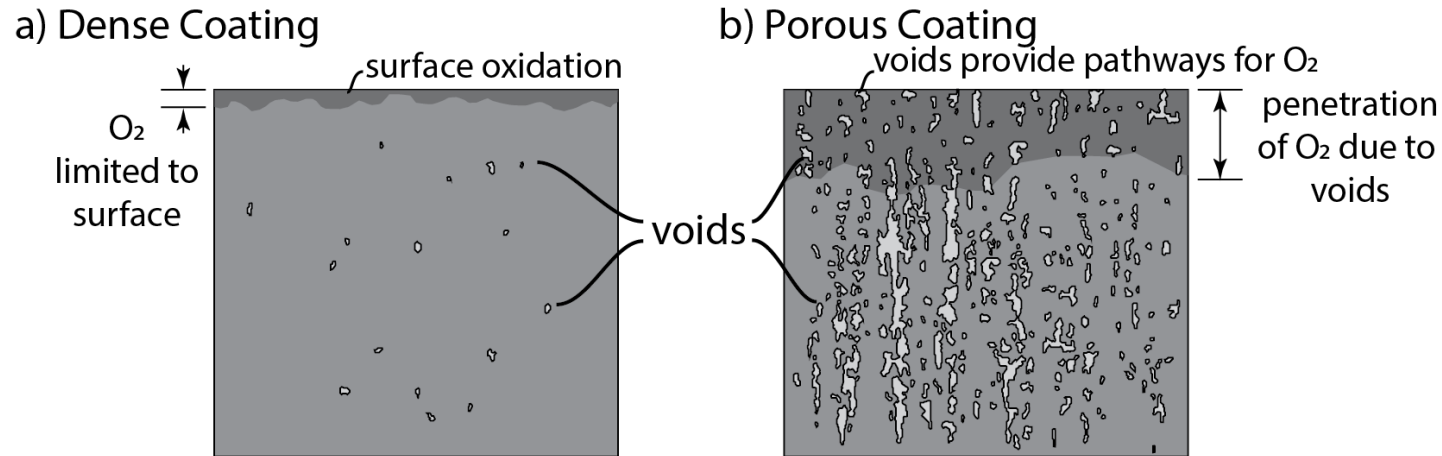 a) Dense Coating
surface oxidation
O₂
limited to
surface
voids
b) Porous Coating
voids provide pathways for O₂
penetration
of O₂ due to
voids